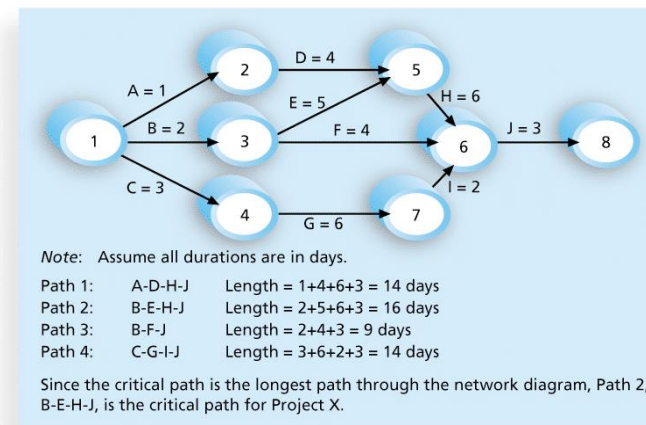 D = 4
2
5
A = 1
E = 5
H = 6
B = 2
F = 4
J = 3
1
3
6
8
C = 3
I = 2
4
7
G = 6
Note: Assume all durations are in days.
Path 1: A-D-H-J Length = 1+4+6+3 = 14 days
Path 2: B-E-H-J Length = 2+5+6+3 = 16 days
Path 3: B-F-J Length = 2+4+3 = 9 days
Path 4: C-G-I-J Length = 3+6+2+3 = 14 days
Since the critical path is the longest path through the network diagram, Path 2,
B-E-H-J, is the critical path for Project X.